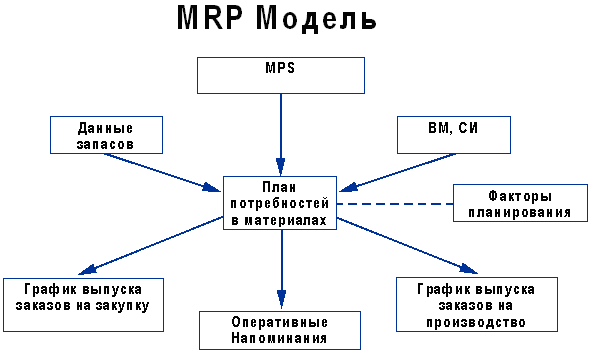 MRP Модель
MPS
Данные
запасов
ВМ, СИ
План
потребностей
в материалах
Факторы
планирования
График выпуска
заказов на закупку
Оперативные
Напоминания
График выпуска
заказов на
производство